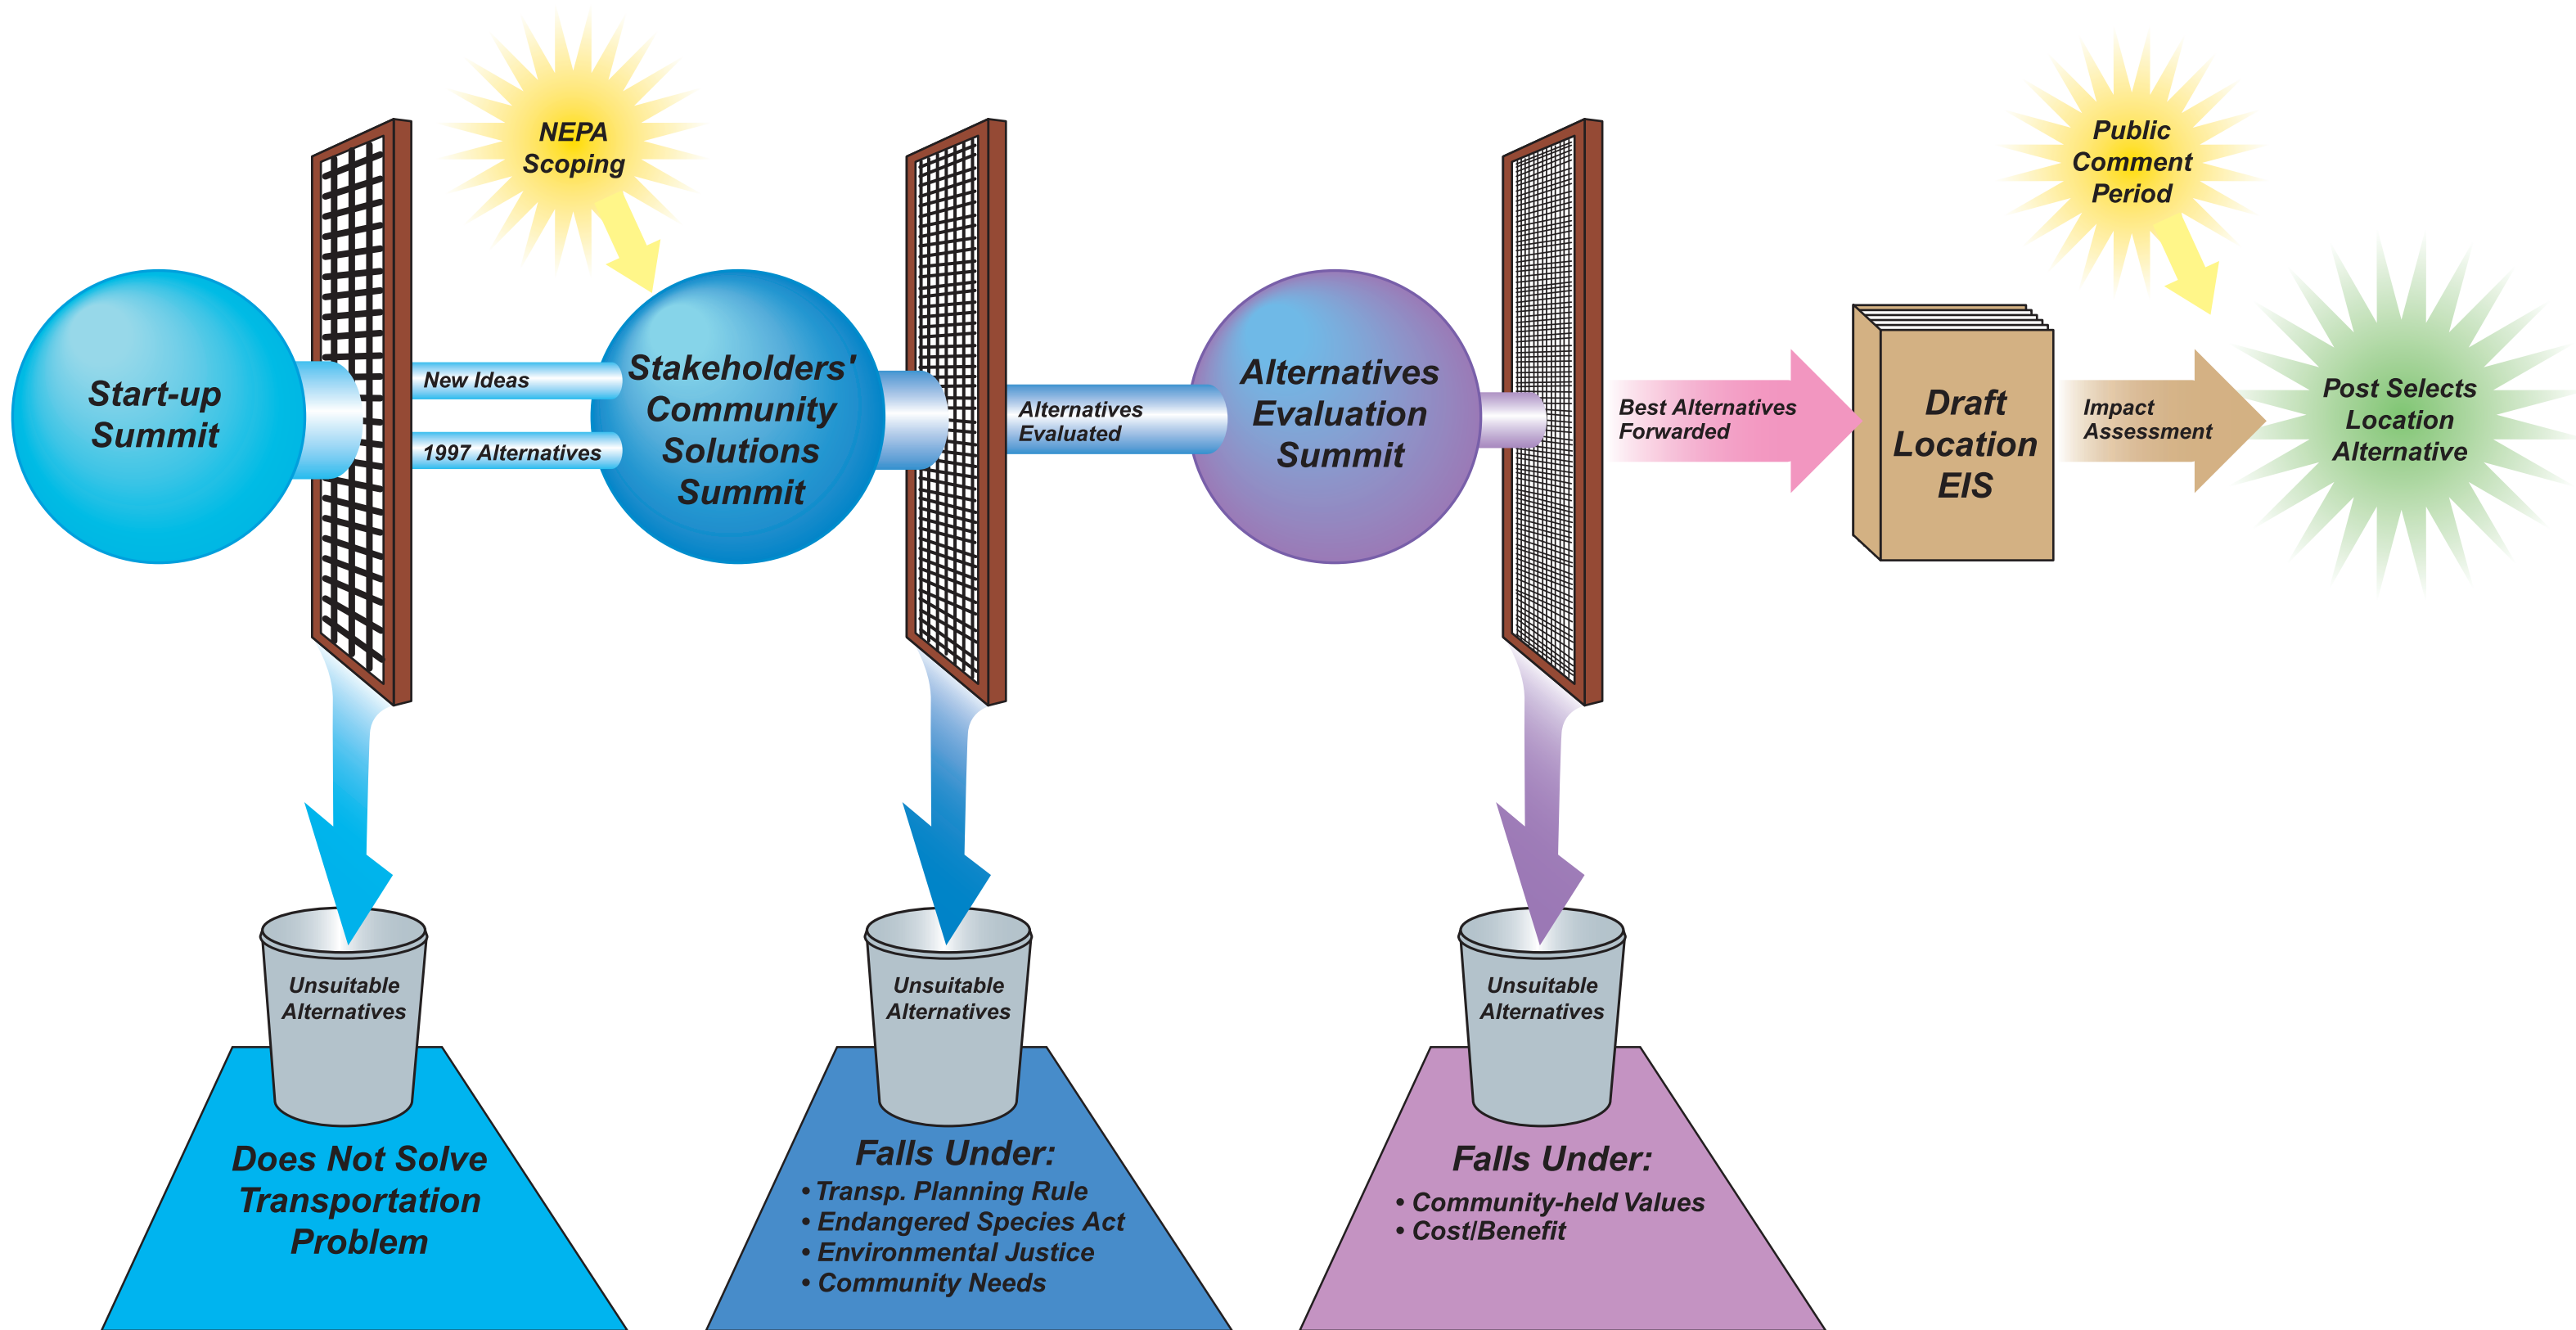 NEPA
Scoping
Public
Comment
Period
Start-up
Summit
New Ideas
1997 Alternatives
Stakeholders'
Community
Solutions
Summit
Alternatives
Evaluated
Alternatives
Evaluation
Summit
Best Alternatives
Forwarded
Draft
Location
EIS
Impact
Assessment
Post Selects
Location
Alternative
Unsuitable
Alternatives
Does Not Solve
Transportation
Problem
Unsuitable
Alternatives
Falls Under:
• Transp. Planning Rule
• Endangered Species Act
• Environmental Justice
• Community Needs
Unsuitable
Alternatives
Falls Under:
• Community-held Values
• Cost/Benefit